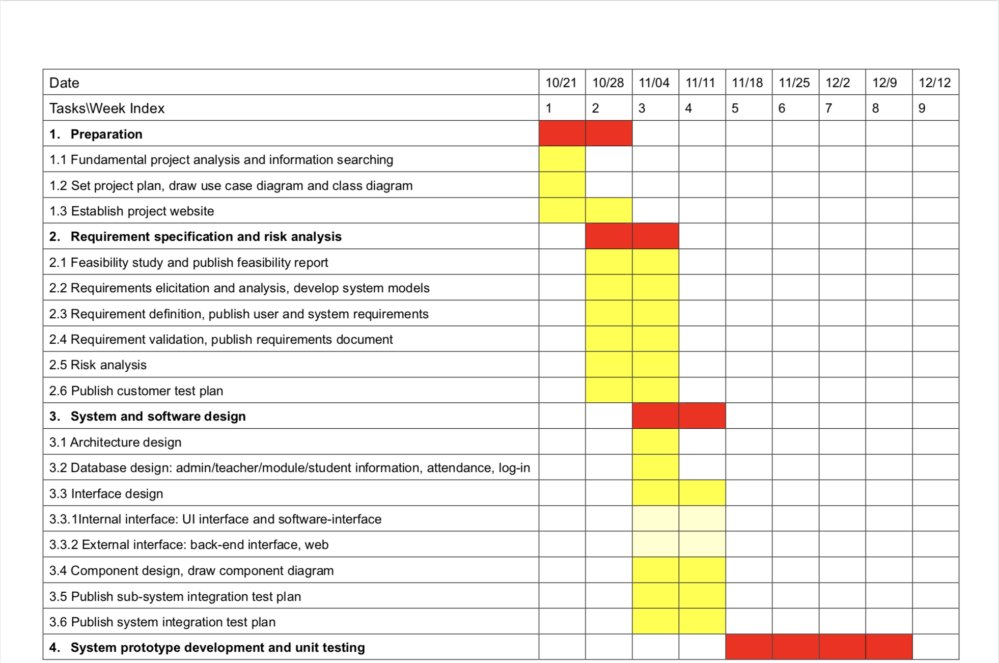 Date 10/21 10/28 11/04 11/11 11/18 11/25 12/2 12/9 12/12
Tasks\Week Index 1 2 3 4 5 6 7 8 9
1. Preparation
1.1 Fundamental project analysis and information searching
1.2 Set project plan, draw use case diagram and class diagram
1.3 Establish project website
2. Requirement specification and risk analysis
2.1 Feasibility study and publish feasibility report
2.2 Requirements elicitation and analysis, develop system models
2.3 Requirement definition, publish user and system requirements
2.4 Requirement validation, publish requirements document
2.5 Risk analysis
2.6 Publish customer test plan
3. System and software design
3.1 Architecture design
3.2 Database design: admin/teacher/module/student information, attendance, log-in
3.3 Interface design
3.3.1Internal interface: UI interface and software-interface
3.3.2 External interface: back-end interface, web
3.4 Component design, draw component diagram
3.5 Publish sub-system integration test plan
3.6 Publish system integration test plan
4. System prototype development and unit testing